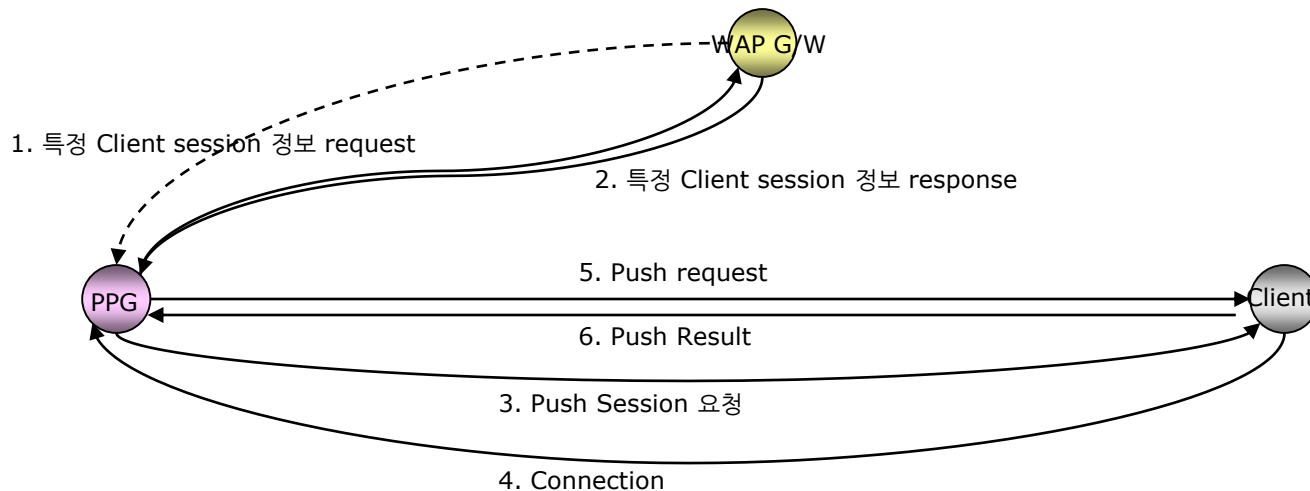 WAP G/W
1. 특정 Client session 정보 request
2. 특정 Client session 정보 response
5. Push request
PPG
Client
6. Push Result
3. Push Session 요청
4. Connection